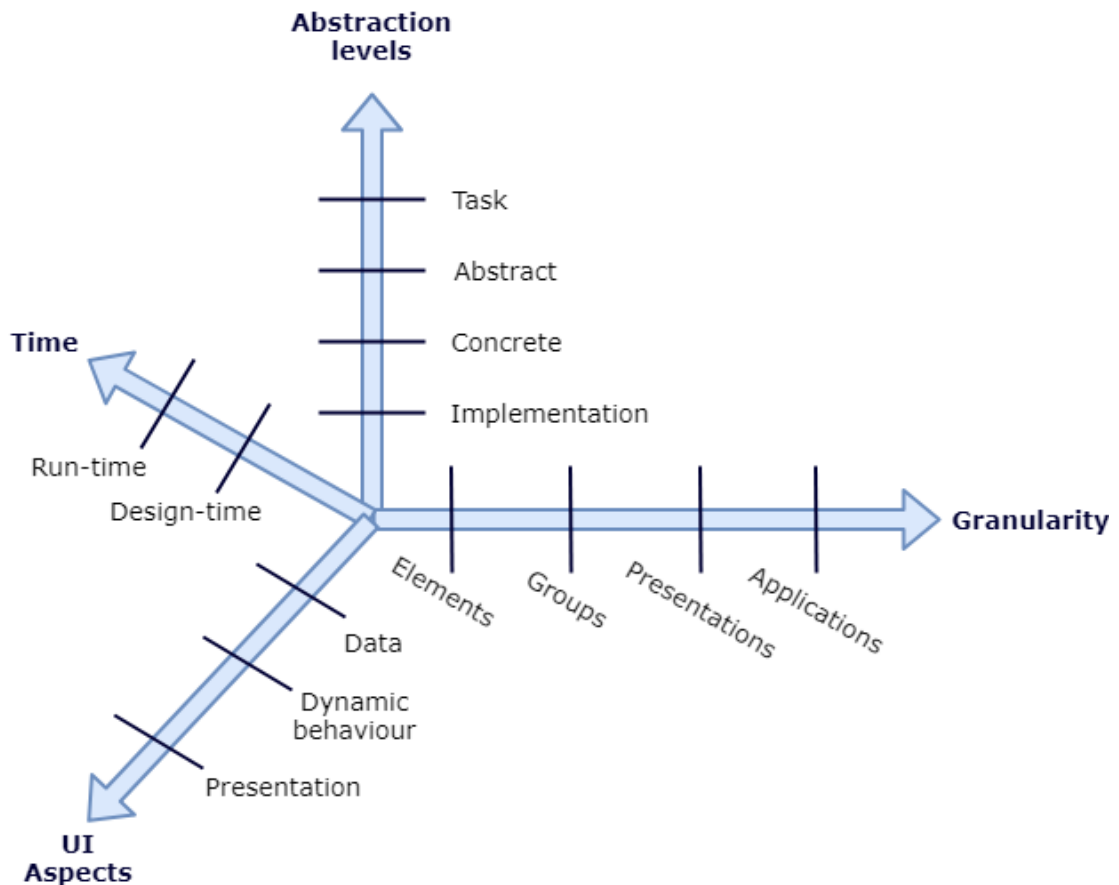 Abstraction
levels
Task
Abstract
Concrete
Implementation
Time
Run-time
Design-time
Granularity
Elements
Groups
Presentations
Applications
Data
Dynamic
behaviour
Presentation
UI
Aspects